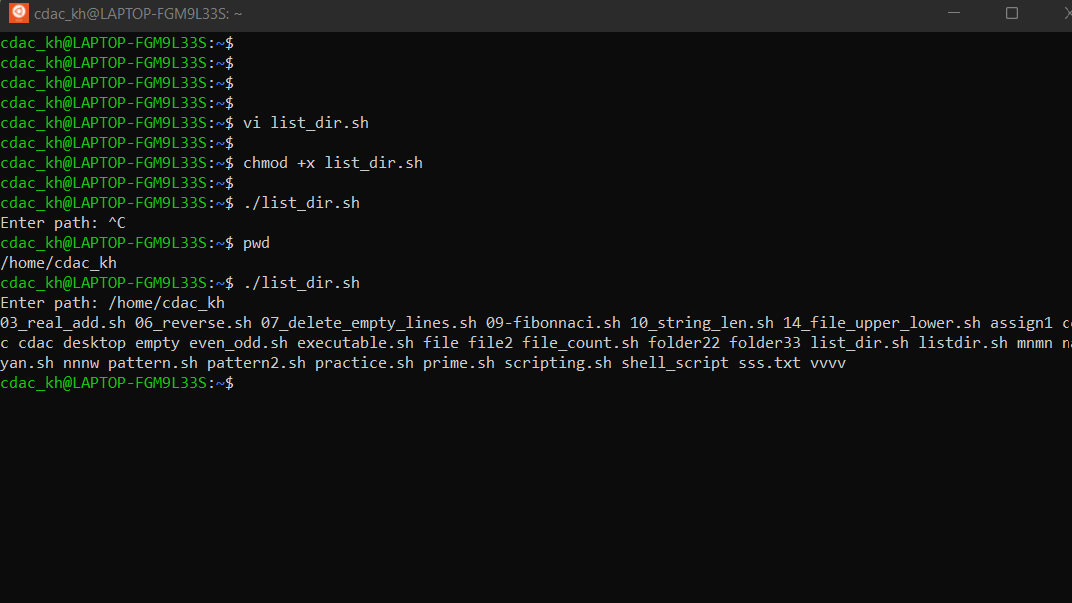 cdac_kh@LAPTOP-FGM9L33S: ~
cdac_kh@LAPTOP-FGM9L33S:~$
cdac_kh@LAPTOP-FGM9L33S:~$
cdac_kh@LAPTOP-FGM9L33S:~$
cdac_kh@LAPTOP-FGM9L33S:~$
cdac_kh@LAPTOP-FGM9L33S:~$ vi list_dir.sh
cdac_kh@LAPTOP-FGM9L33S:~$
cdac_kh@LAPTOP-FGM9L33S:~$ chmod +x list_dir.sh
cdac_kh@LAPTOP-FGM9L33S:~$
cdac_kh@LAPTOP-FGM9L33S:~$ ./list_dir.sh
Enter path: ^C
cdac_kh@LAPTOP-FGM9L33S:~$ pwd
/home/cdac_kh
cdac_kh@LAPTOP-FGM9L33S:~$ ./list_dir.sh
Enter path: /home/cdac_kh
03_real_add.sh 06_reverse.sh 07_delete_empty_lines.sh 09-fibonnaci.sh 10_string_len.sh 14_file_upper_lower.sh assign1
c cdac desktop empty even_odd.sh executable.sh file file2 file_count.sh folder22 folder33 list_dir.sh listdir.sh mnmn
yan.sh nnnw pattern.sh pattern2.sh practice.sh prime.sh scripting.sh shell_script sss.txt vvvv
cdac_kh@LAPTOP-FGM9L33S:~$